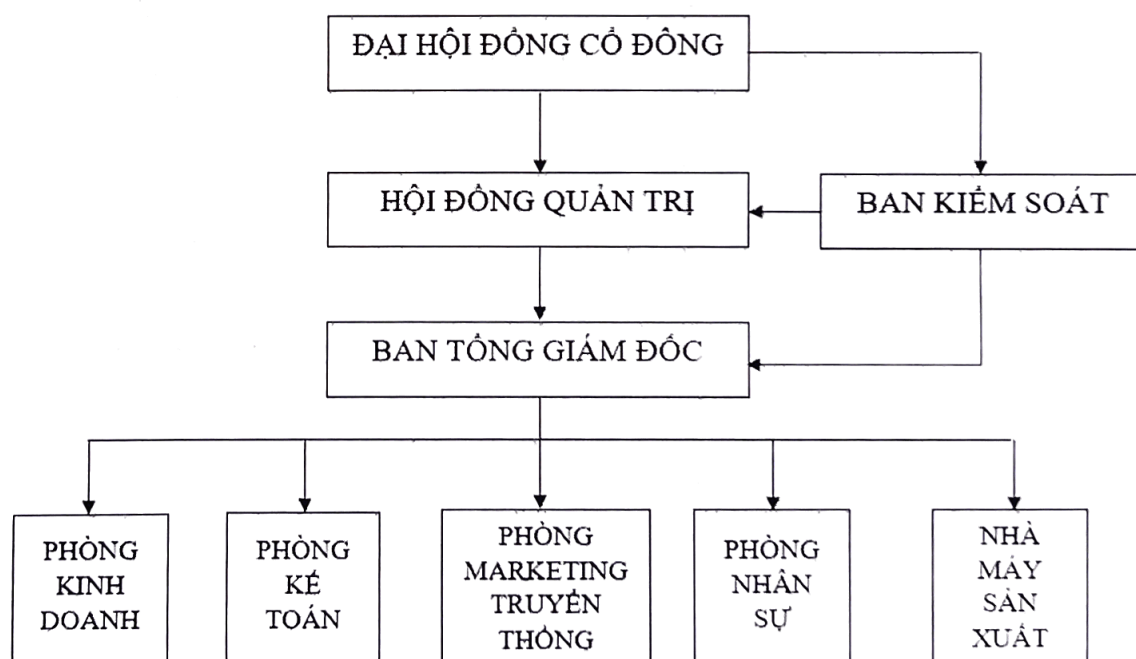 ĐẠI HỘI ĐỒNG CỔ ĐÔNG
HỘI ĐỒNG QUẢN TRỊ
BAN KIỂM SOÁT
BAN TỔNG GIÁM ĐỐC
PHÒNG
KINH
DOANH
PHÒNG
KẾ
TOÁN
PHÒNG
MARKETING
TRUYỀN
THÔNG
PHÒNG
NHÂN
SỰ
NHÀ
MÁY
SẢN
XUẤT